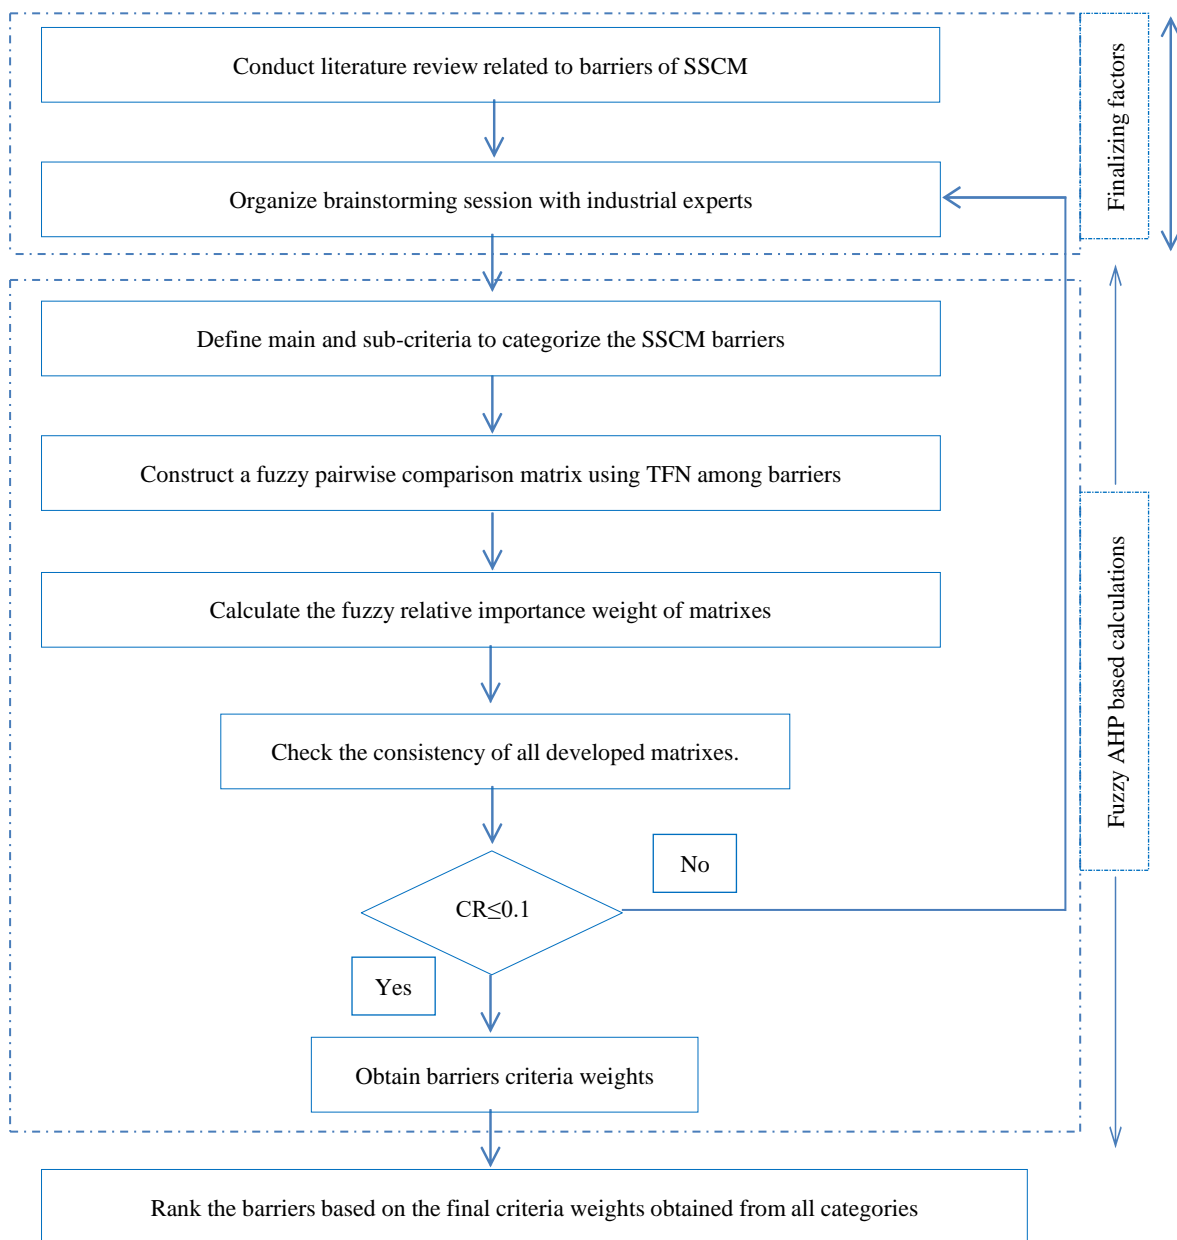 Conduct literature review related to barriers of SSCM
Finalizing factors
Organize brainstorming session with industrial experts
Define main and sub-criteria to categorize the SSCM barriers
Construct a fuzzy pairwise comparison matrix using TFN among barriers
Fuzzy AHP based calculations
Calculate the fuzzy relative importance weight of matrixes
Check the consistency of all developed matrixes.
No
CR≤0.1
Yes
Obtain barriers criteria weights
Rank the barriers based on the final criteria weights obtained from all categories